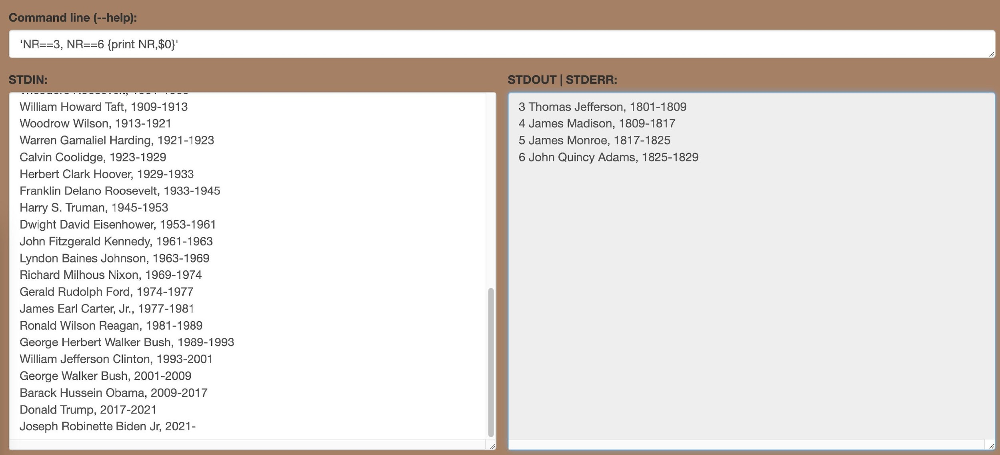 Command line (--help):
'NR==3, NR==6 {print NR,$0}'
STDIN:
William Howard Taft, 1909-1913
Woodrow Wilson, 1913-1921
Warren Gamaliel Harding, 1921-1923
Calvin Coolidge, 1923-1929
Herbert Clark Hoover, 1929-1933
Franklin Delano Roosevelt, 1933-1945
Harry S. Truman, 1945-1953
Dwight David Eisenhower, 1953-1961
John Fitzgerald Kennedy, 1961-1963
Lyndon Baines Johnson, 1963-1969
Richard Milhous Nixon, 1969-1974
Gerald Rudolph Ford, 1974-1977
James Earl Carter, Jr., 1977-1981
Ronald Wilson Reagan, 1981-1989
George Herbert Walker Bush, 1989-1993
William Jefferson Clinton, 1993-2001
George Walker Bush, 2001-2009
Barack Hussein Obama, 2009-2017
Donald Trump, 2017-2021
Joseph Robinette Biden Jr, 2021-
STDOUT | STDERR:
3 Thomas Jefferson, 1801-1809
4 James Madison, 1809-1817
5 James Monroe, 1817-1825
6 John Quincy Adams, 1825-1829